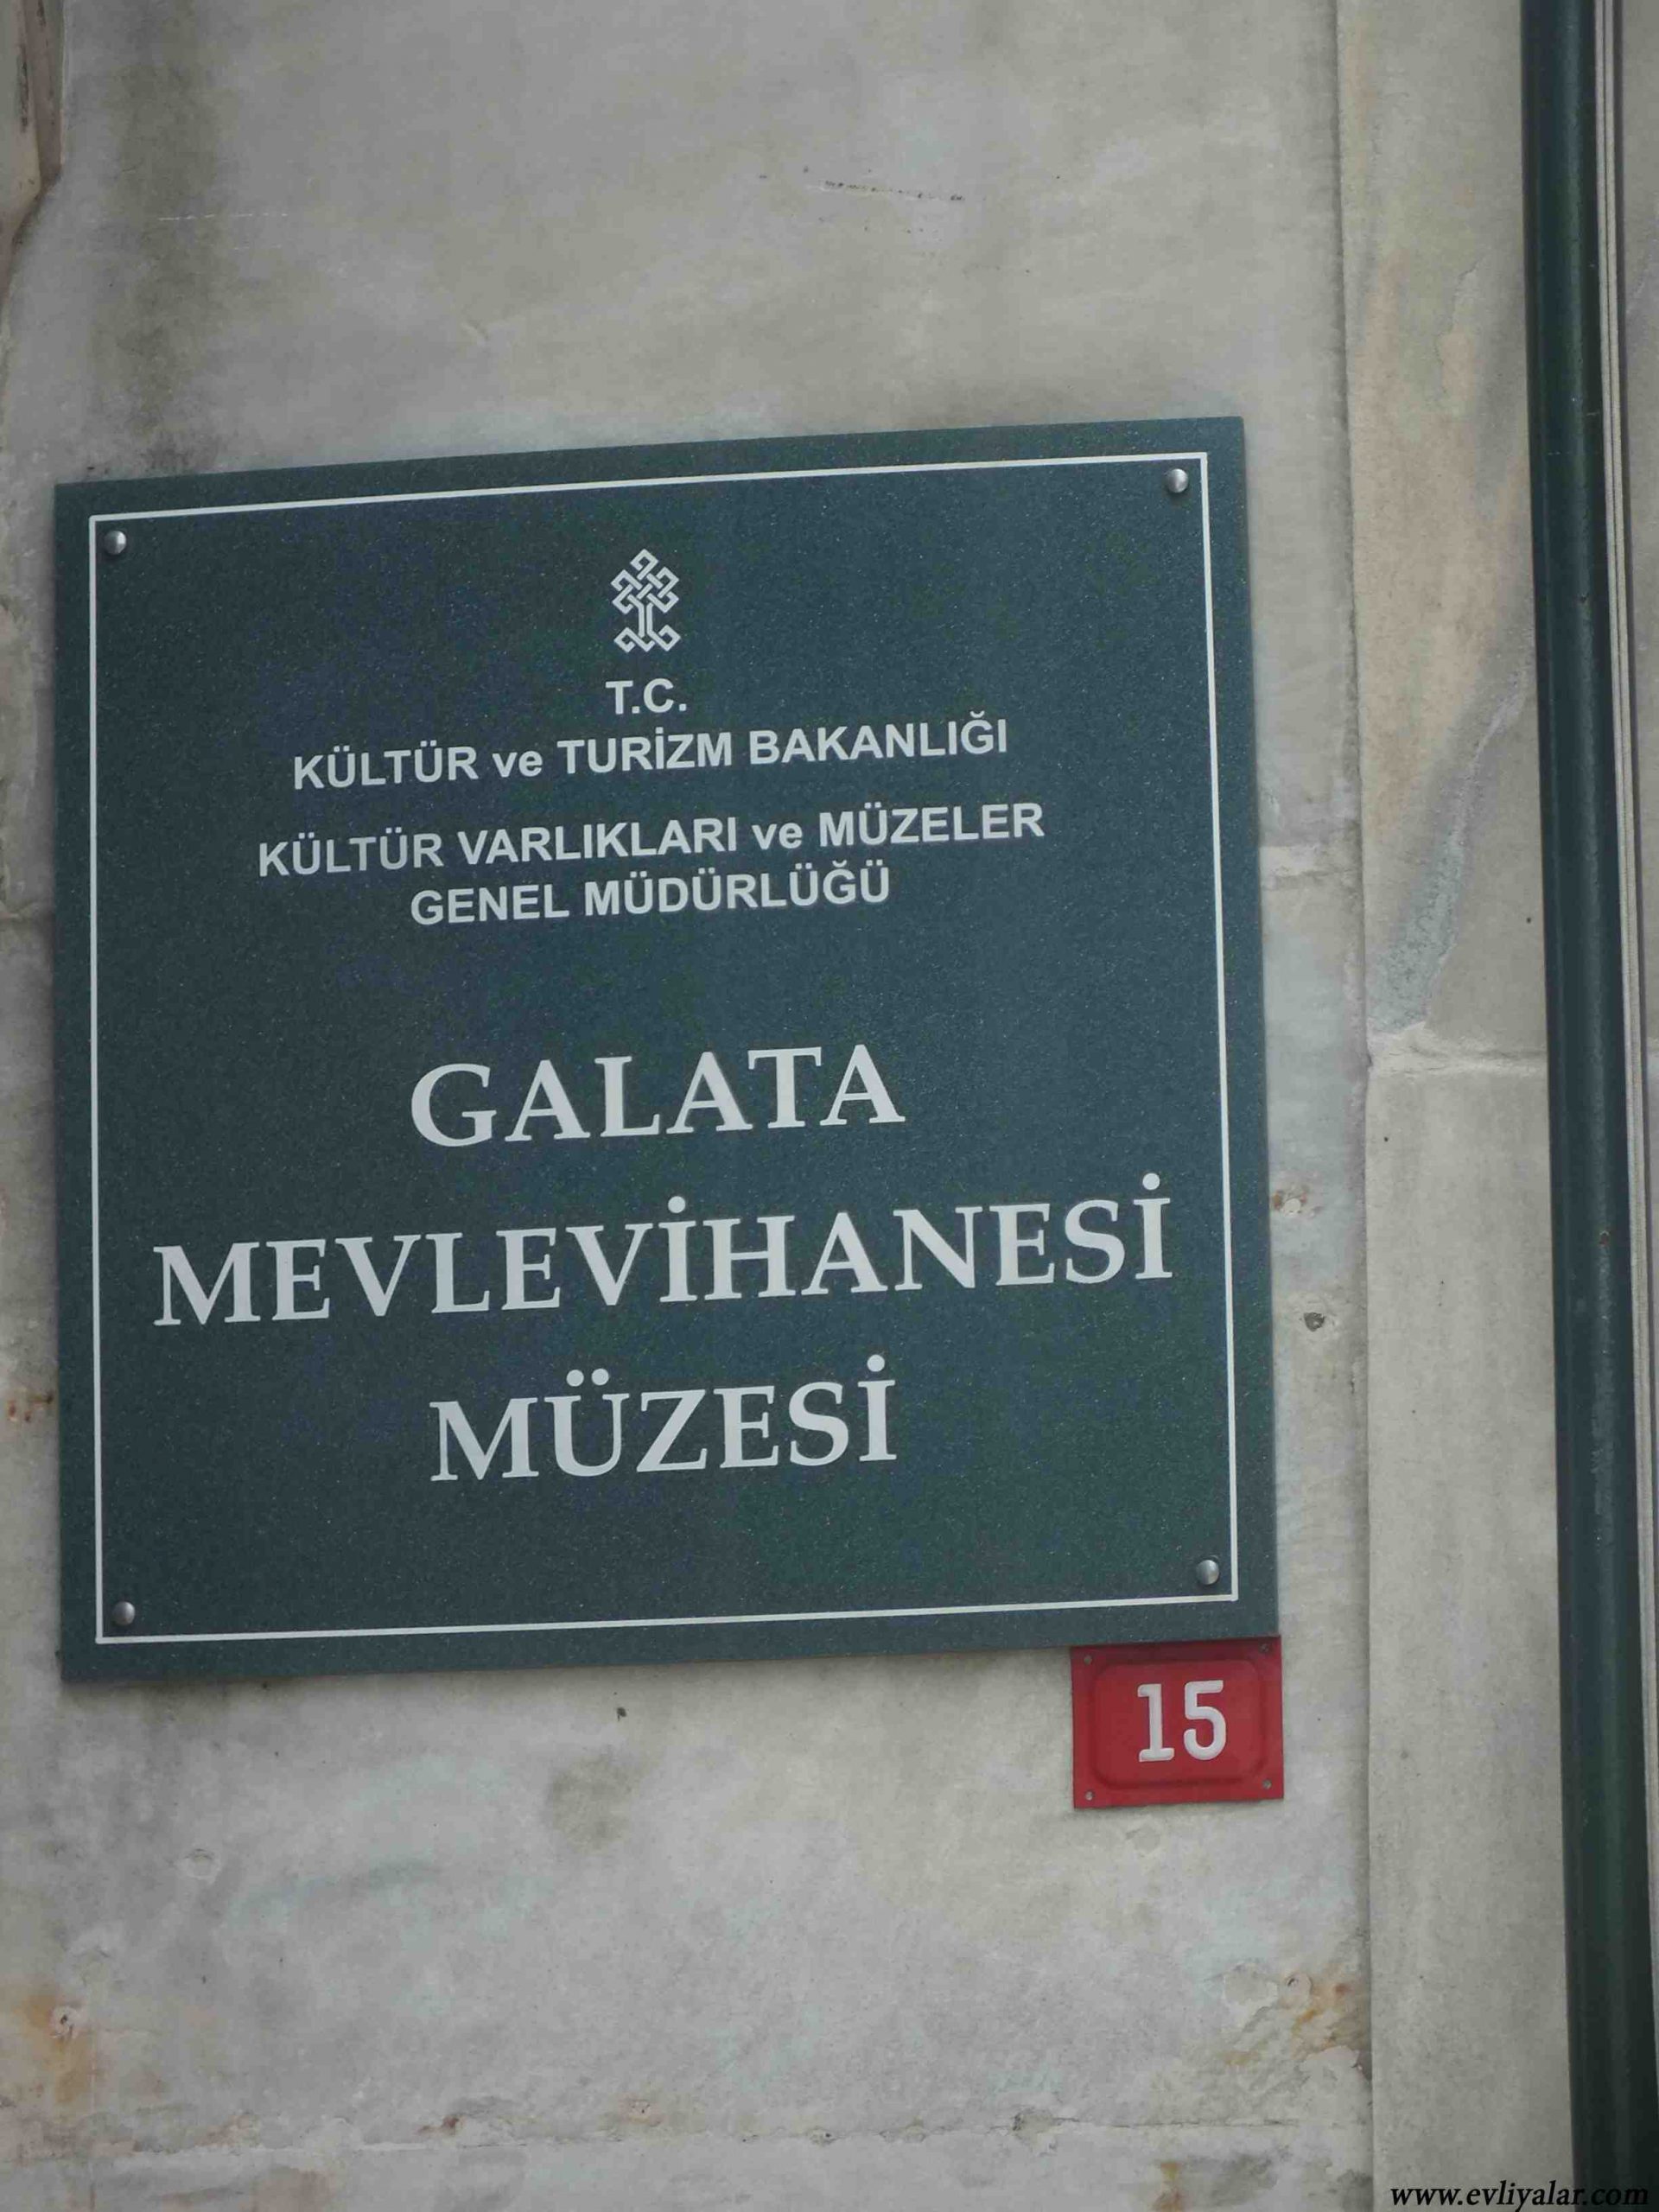 T.C.
KÜLTÜR ve TURİZM BAKANLIĞI
KÜLTÜR VARLIKLARI ve MÜZELER
GENEL MÜDÜRLÜĞÜ
GALATA
MEVLEVİHANESİ
MÜZESİ
15
www.evliyalar.com